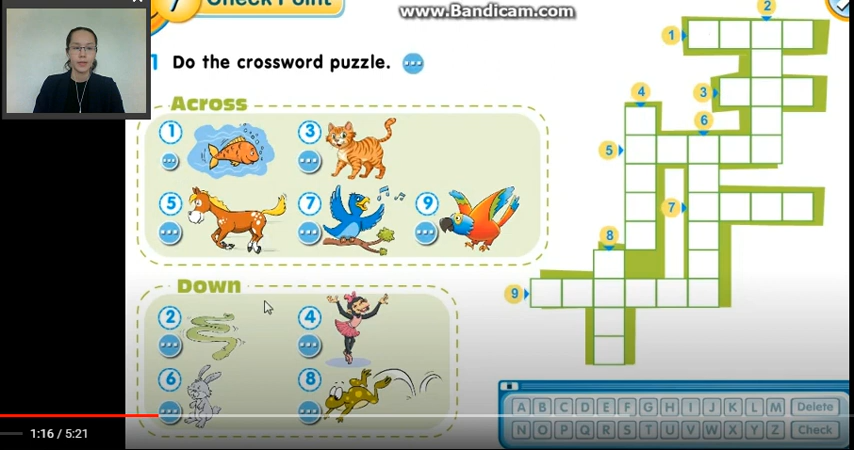 Check Point
www.Bandicam.com
1 Do the crossword puzzle.
Across
1
3
5
7
9
Down
2
4
6
8
2
1
4
3
6
5
7
8
9
A B C D E F G H I J K L M Delete
N O P Q R S T U V W X Y Z Check
1:16 / 5:21